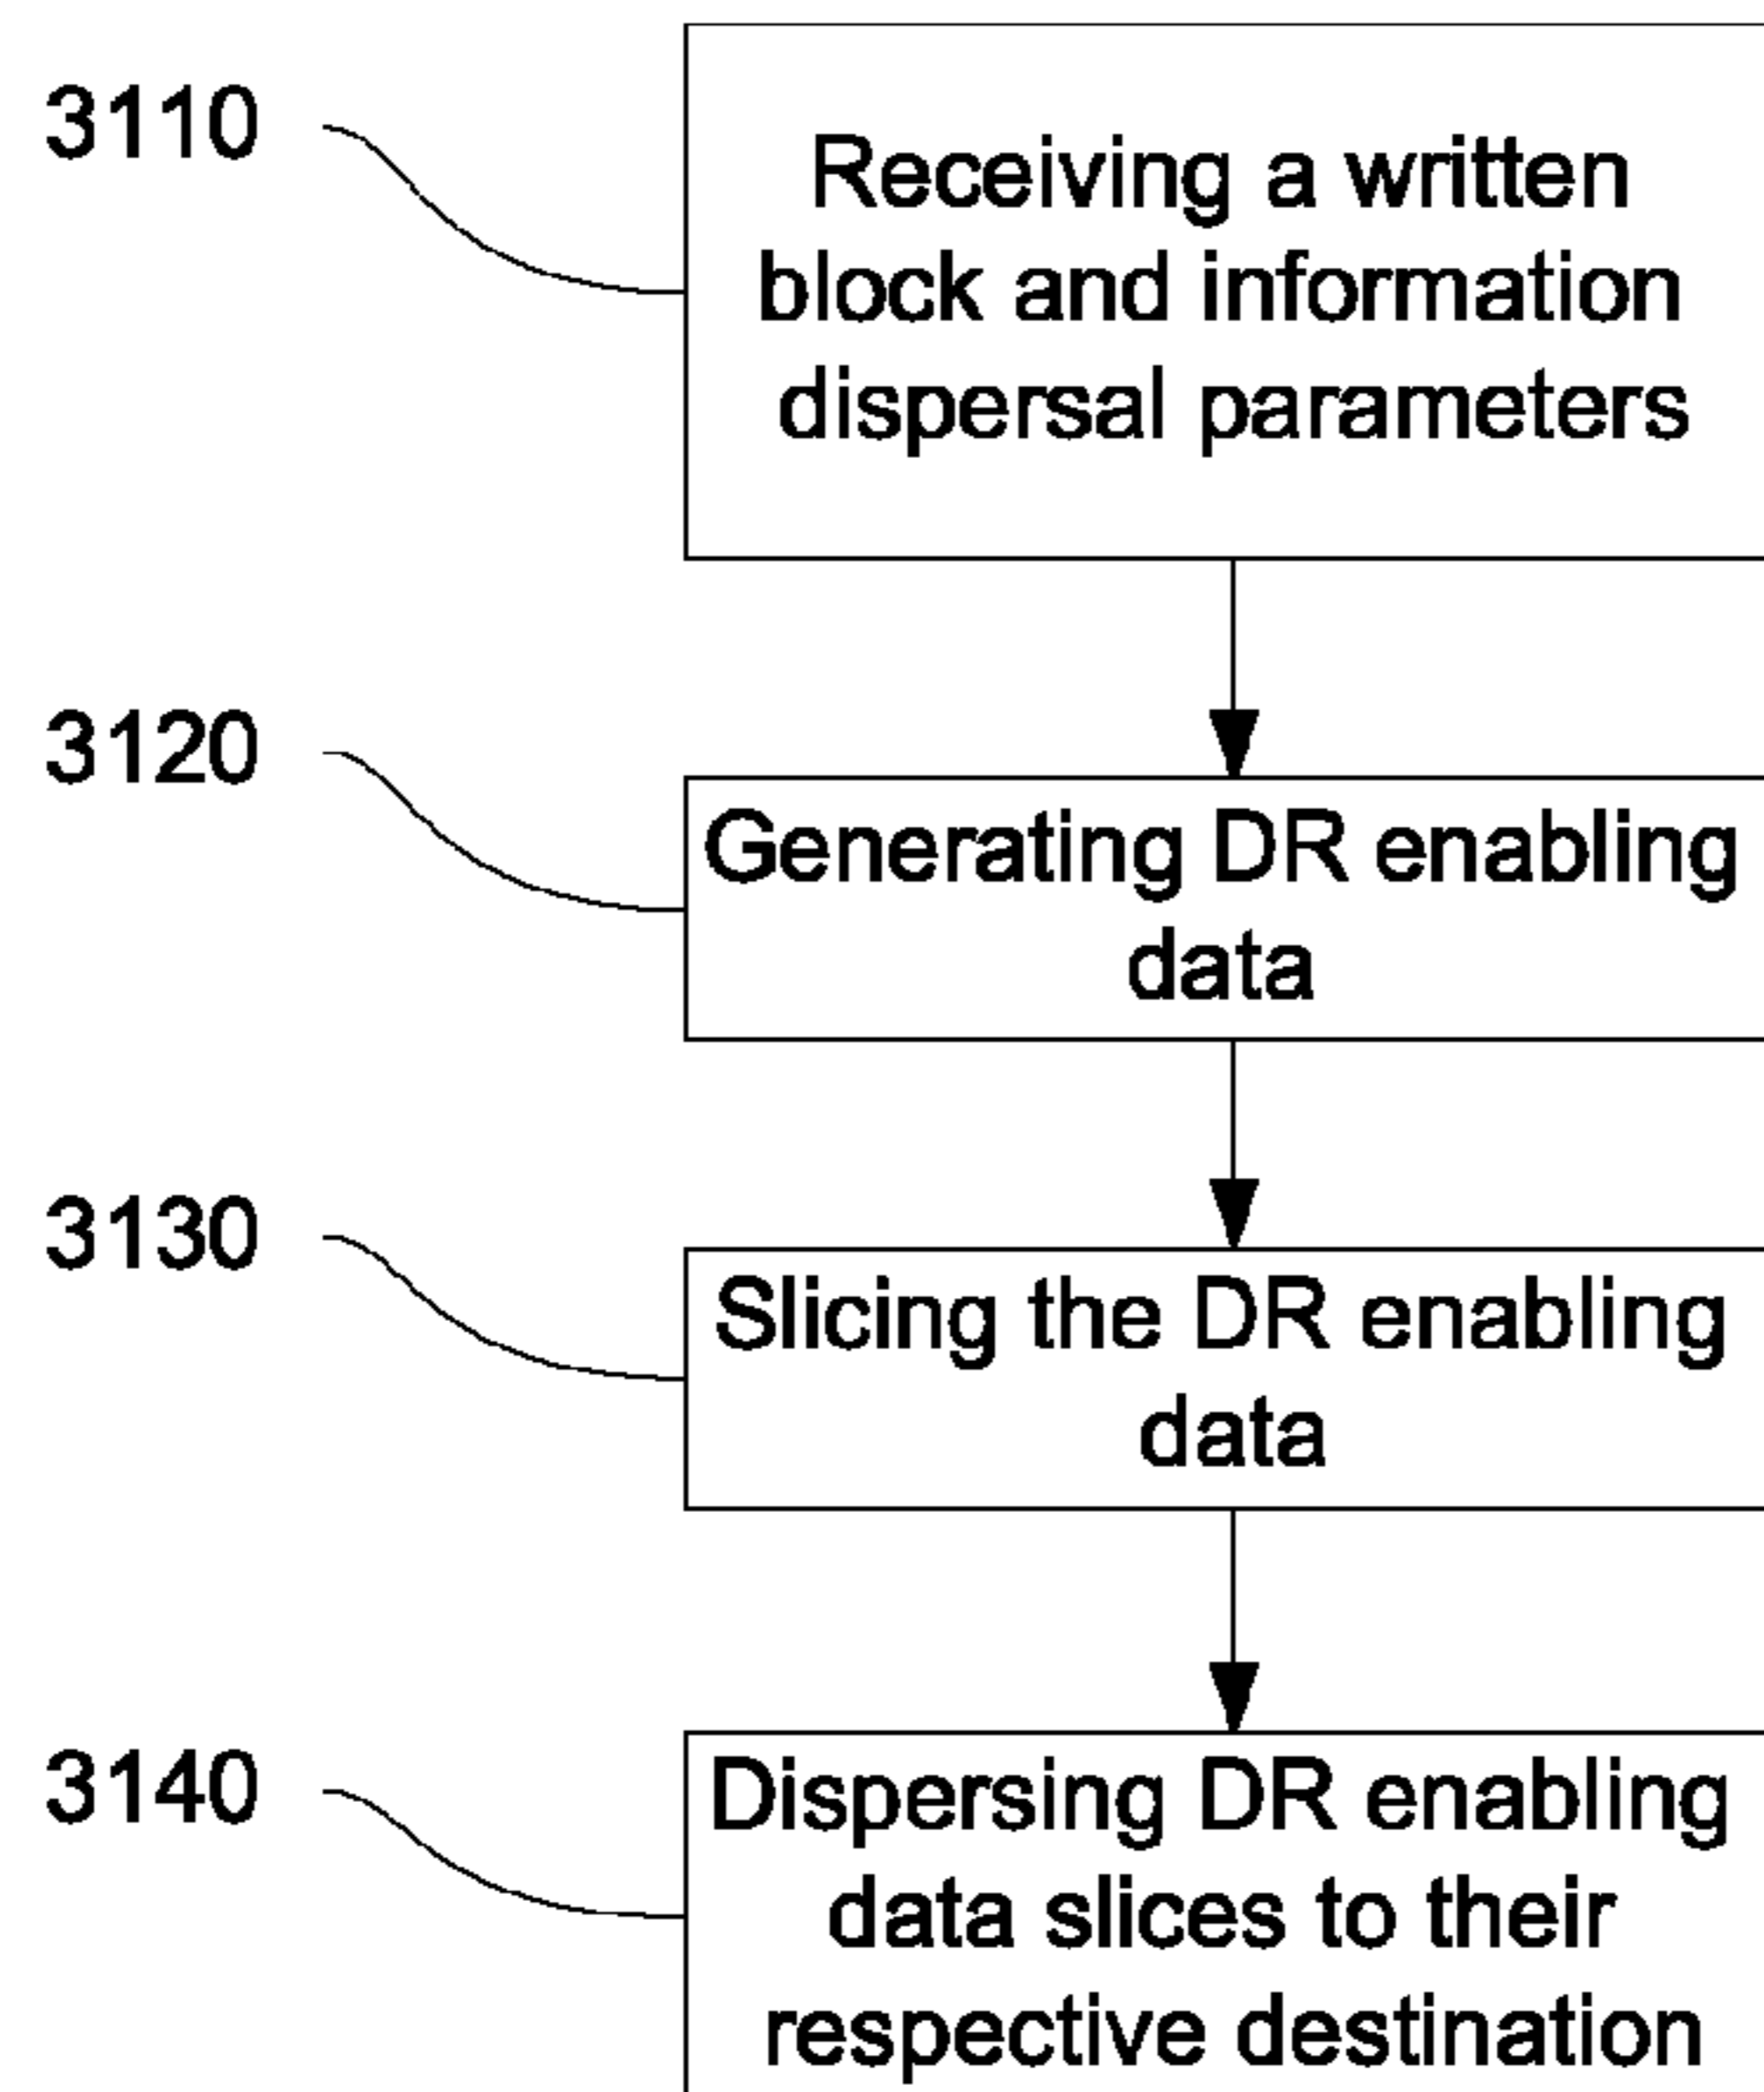 3110
Receiving a written
block and information
dispersal parameters
3120
Generating DR enabling
data
3130
Slicing the DR enabling
data
3140
Dispersing DR enabling
data slices to their
respective destination